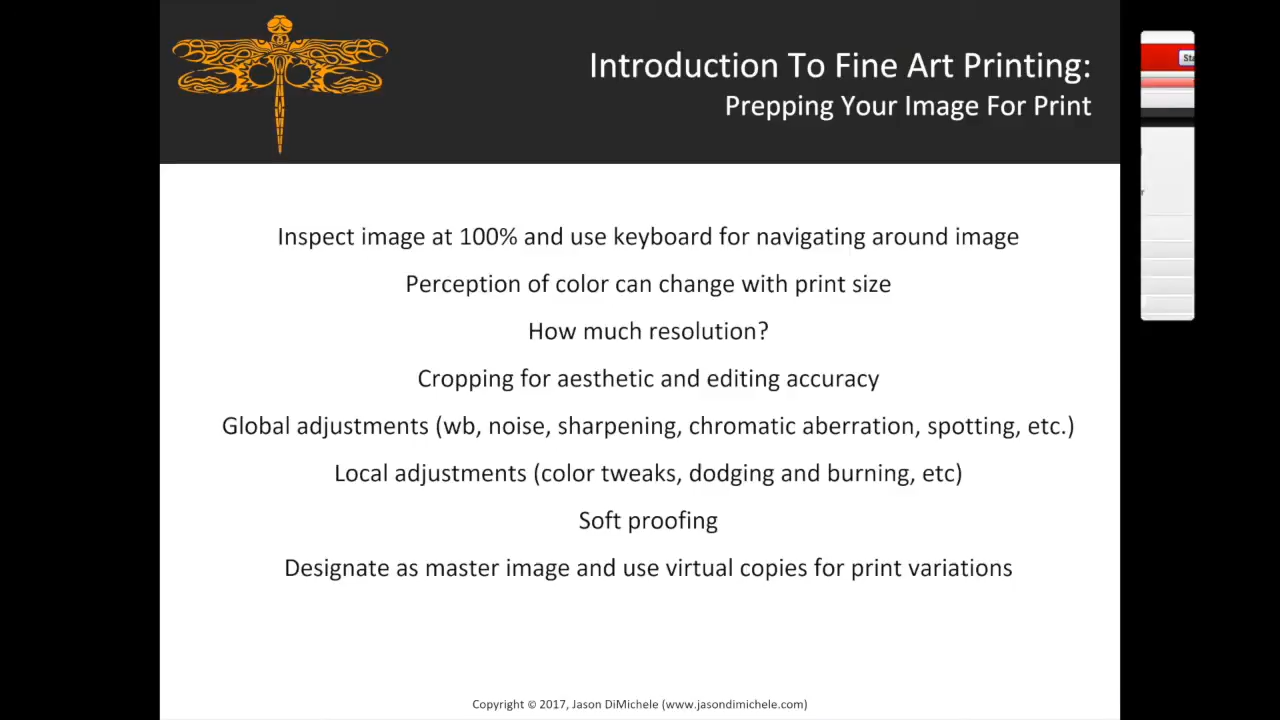 Introduction To Fine Art Printing:
Prepping Your Image For Print
Inspect image at 100% and use keyboard for navigating around image
Perception of color can change with print size
How much resolution?
Cropping for aesthetic and editing accuracy
Global adjustments (wb, noise, sharpening, chromatic aberration, spotting, etc.)
Local adjustments (color tweaks, dodging and burning, etc)
Soft proofing
Designate as master image and use virtual copies for print variations
Copyright © 2017, Jason DiMichele (www.jasondimichele.com)